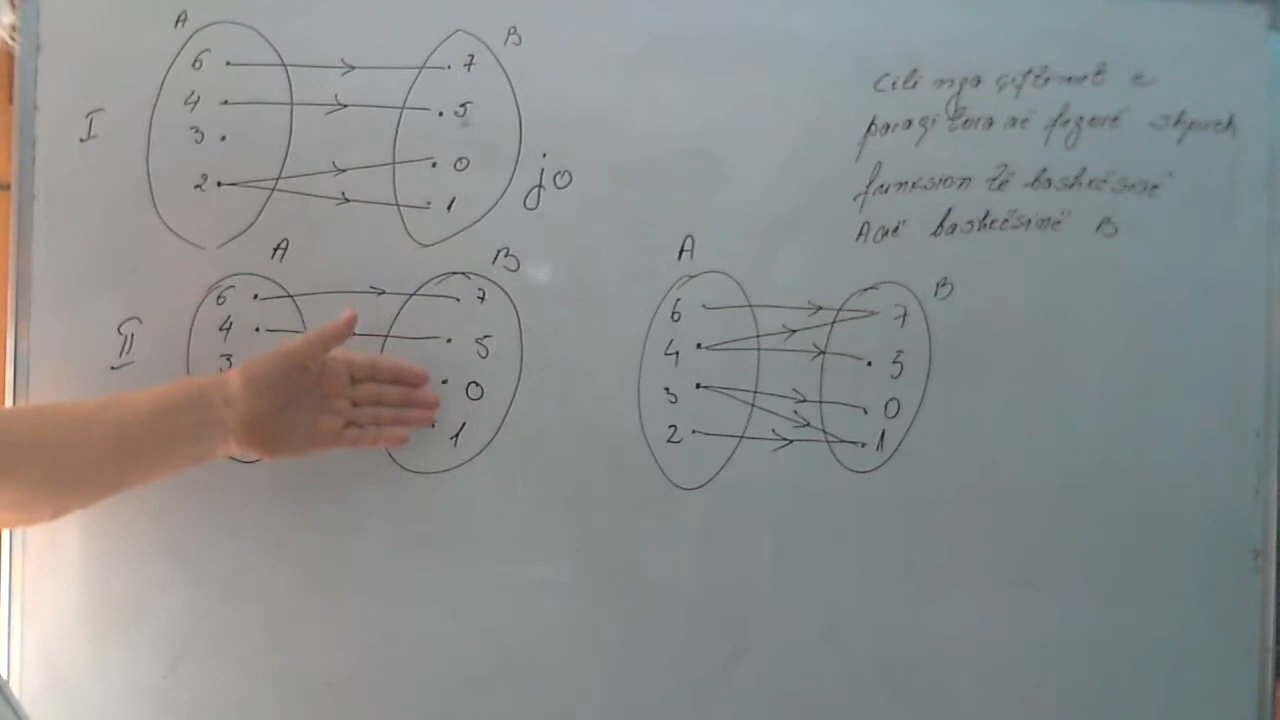 A
B
I
6
7
4
5
3
2
0
1
jo
Cili nga çiftimet e
paraqitura në figurë shpreh
funksion të bashkësisë
A në bashkësinë B
A
B
II
6
7
4
5
3
0
1
A
B
6
7
4
5
3
0
2
1